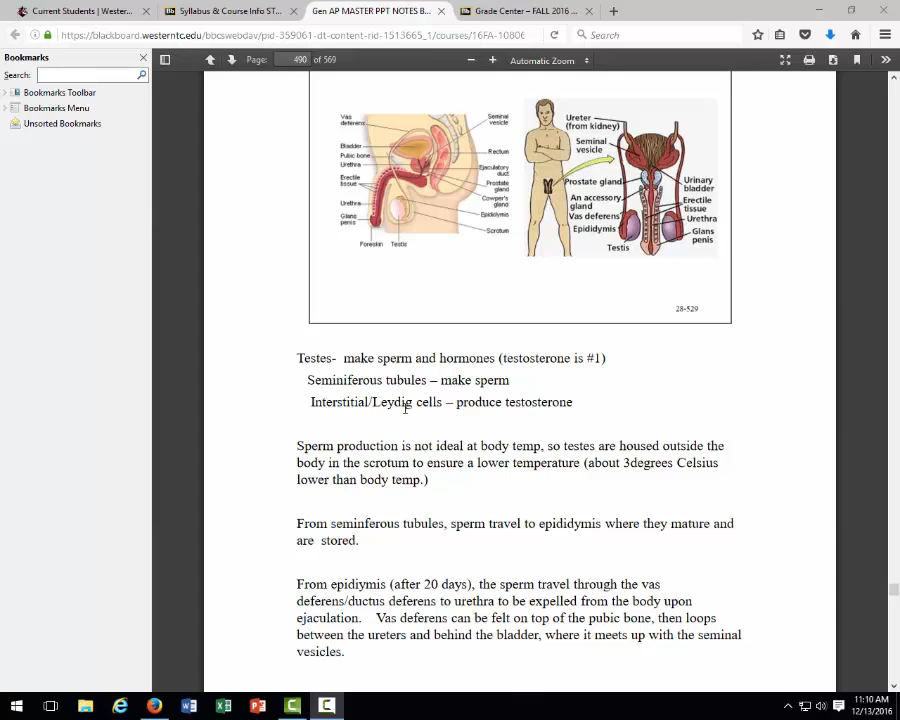 Current Students | Wester...
Syllabus & Course Info ST...
Gen AP MASTER PPT NOTES B...
Grade Center – FALL 2016 ...
https://blackboard.westerntc.edu/bbcswebdav/pid-359061-dt-content-rid-1513665_1/courses/16FA-10806
Search
Bookmarks
Search:
Bookmarks Toolbar
Bookmarks Menu
Unsorted Bookmarks
Page: 490 of 569
Automatic Zoom
Vas
deferens
Bladder
Pubic bone
Urethra
Erectile
tissue
Urethra
Glans
penis
Foreskin
Testis
Seminal
vesicle
Rectum
Ejaculatory
duct
Prostate
gland
Cowper's
gland
Epididymis
Scrotum
Ureter
(from kidney)
Seminal
vesicle
Prostate gland
An accessory
gland
Vas deferens
Epididymis
Testis
Urinary
bladder
Erectile
tissue
Urethra
Glans
penis
28-529
Testes- make sperm and hormones (testosterone is #1)
Seminiferous tubules – make sperm
Interstitial/Leydig cells – produce testosterone
Sperm production is not ideal at body temp, so testes are housed outside the
body in the scrotum to ensure a lower temperature (about 3degrees Celsius
lower than body temp.)
From seminferous tubules, sperm travel to epididymis where they mature and
are stored.
From epidiymis (after 20 days), the sperm travel through the vas
deferens/ductus deferens to urethra to be expelled from the body upon
ejaculation. Vas deferens can be felt on top of the pubic bone, then loops
between the ureters and behind the bladder, where it meets up with the seminal
vesicles.
11:10 AM
12/13/2016